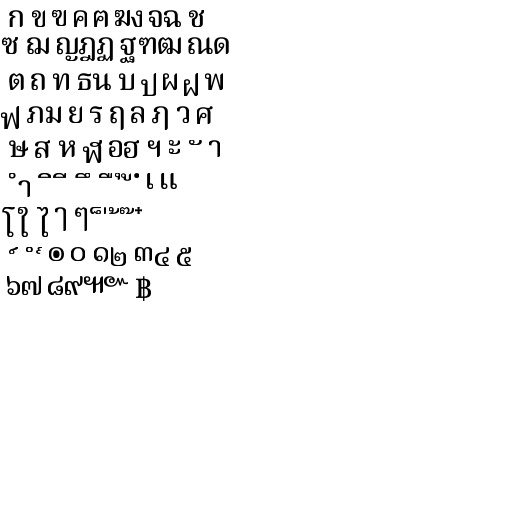 ก ข ฃ ค ฅ ฆ ง จ ฉ ช
ซ ฌ ญ ฎ ฏ ฐ ฑ ฒ ณ ด
ต ถ ท ธ น บ ป ผ ฝ พ
ฟ ภ ม ย ร ฤ ล ฦ ว ศ
ษ ส ห ฬ อ ฮ ฯ ะ ั า
ำ ิ ี ึ ื ุ ู ฺ เ แ
โ ใ ไ ๅ ๆ ็ ่ ้ ๊ ๋
์ ํ ๎ ๏ ๐ ๑ ๒ ๓ ๔ ๕
๖ ๗ ๘ ๙ ๚ ๛ ฿